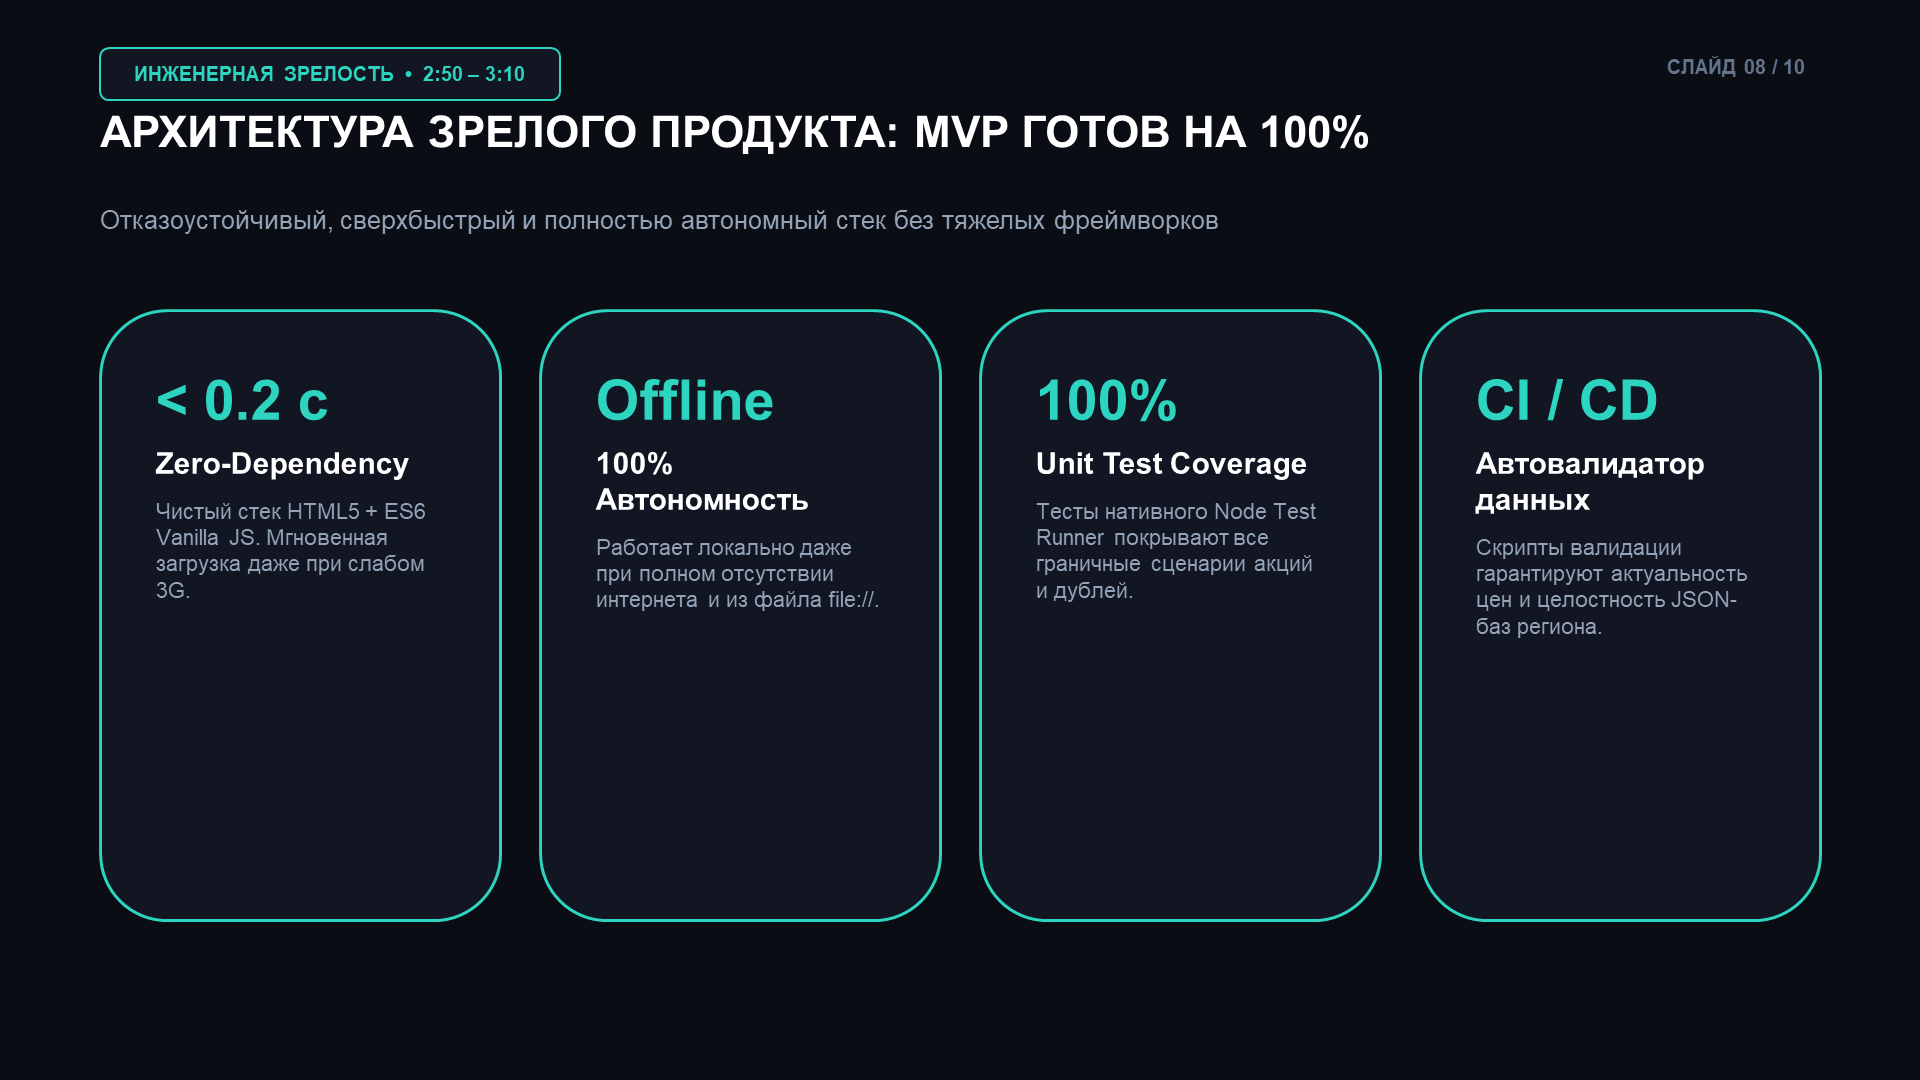 ИНЖЕНЕРНАЯ ЗРЕЛОСТЬ • 2:50 – 3:10
СЛАЙД 08 / 10
АРХИТЕКТУРА ЗРЕЛОГО ПРОДУКТА: MVP ГОТОВ НА 100%
Отказоустойчивый, сверхбыстрый и полностью автономный стек без тяжелых фреймворков
< 0.2 с
Zero-Dependency
Чистый стек HTML5 + ES6
Vanilla JS. Мгновенная
загрузка даже при слабом
3G.
Offline
100%
Автономность
Работает локально даже
при полном отсутствии
интернета и из файла file://.
100%
Unit Test Coverage
Тесты нативного Node Test
Runner покрывают все
граничные сценарии акций
и дублей.
CI / CD
Автовалидатор
данных
Скрипты валидации
гарантируют актуальность
цен и целостность JSON-
баз региона.